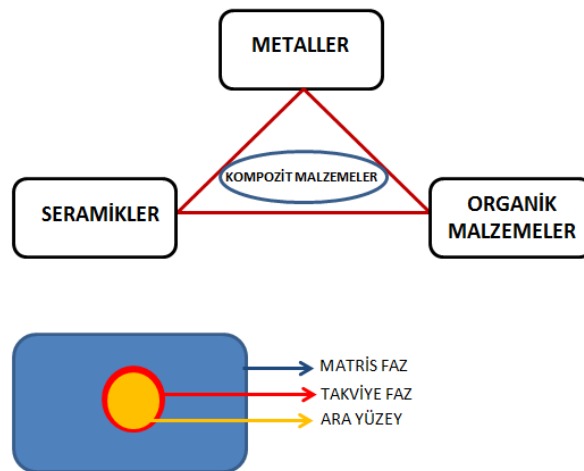 METALLER
KOMPOZİT MALZEMELER
SERAMİKLER
ORGANİK
MALZEMELER
MATRİS FAZ
TAKVİYE FAZ
ARA YÜZEY